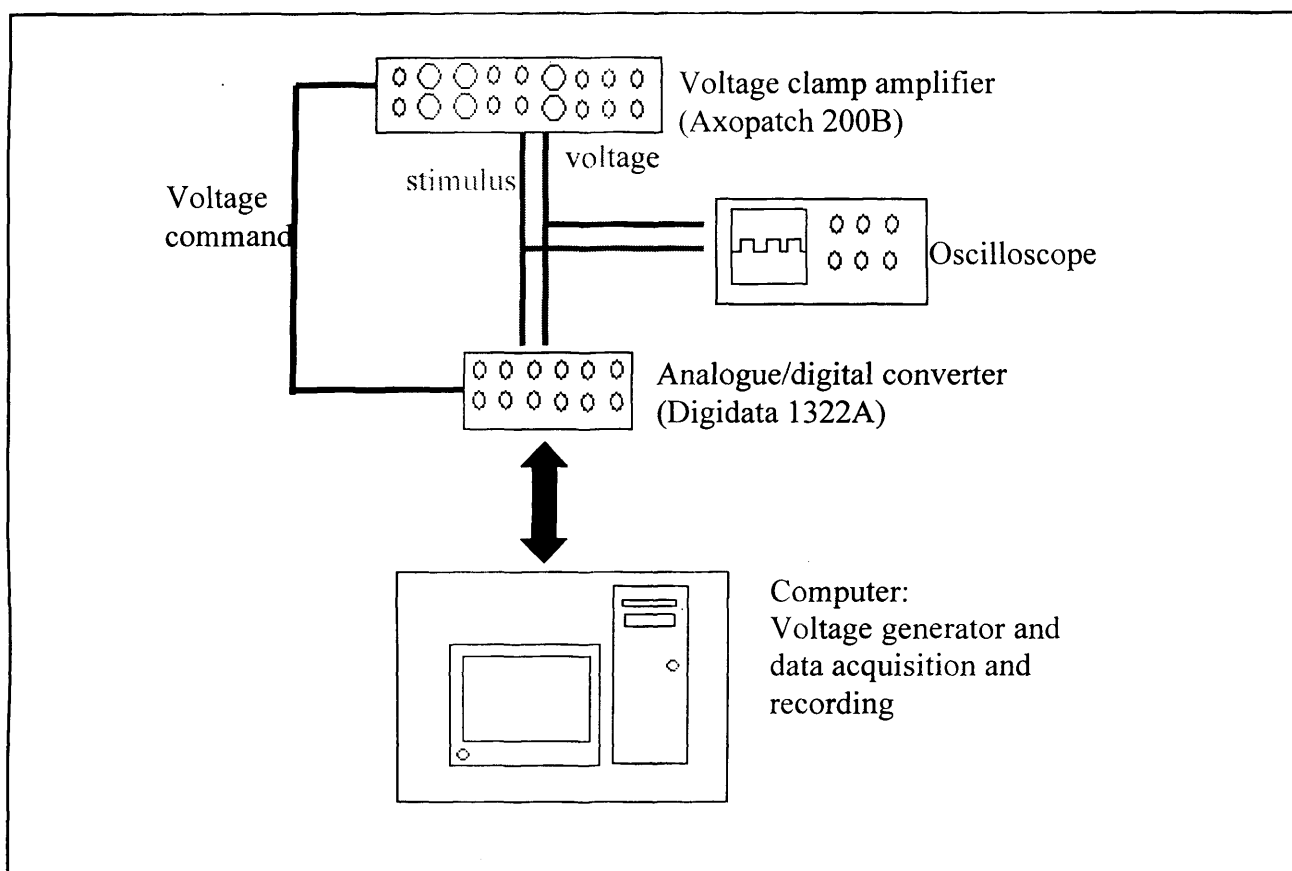 Voltage clamp amplifier
(Axopatch 200B)
voltage
stimulus
Voltage
command
Oscilloscope
Analogue/digital converter
(Digidata 1322A)
Computer:
Voltage generator and
data acquisition and
recording